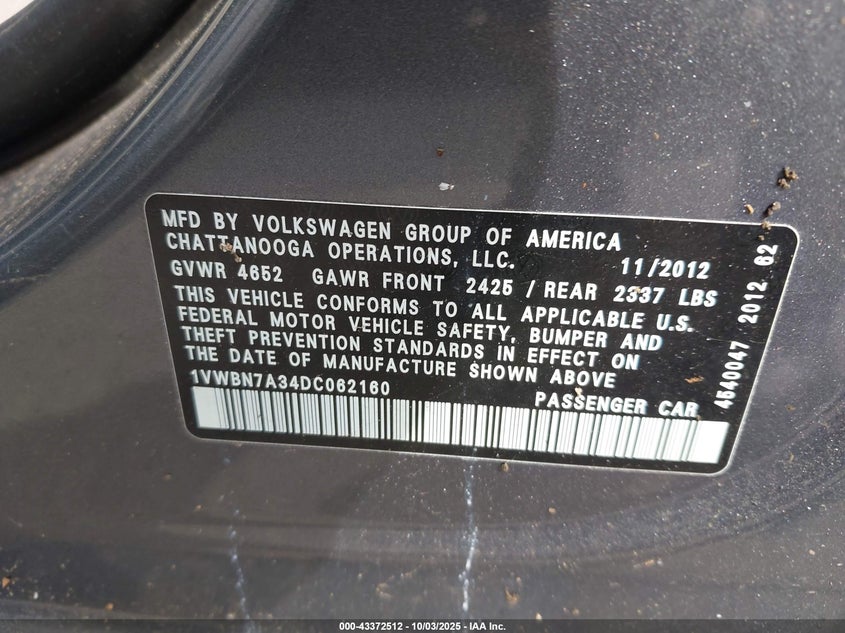 MFD BY VOLKSWAGEN GROUP OF AMERICA
CHATTANOOGA OPERATIONS, LLC. 11/2012
GVWR 4652 GAWR FRONT 2425 / REAR 2337 LBS
THIS VEHICLE CONFORMS TO ALL APPLICABLE U.S.
FEDERAL MOTOR VEHICLE SAFETY, BUMPER AND
THEFT PREVENTION STANDARDS IN EFFECT ON
THE DATE OF MANUFACTURE SHOWN ABOVE
1VWBN7A34DC062160 PASSENGER CAR
4540047 2012 62
000-43372512 - 10/03/2025 - IAA Inc.